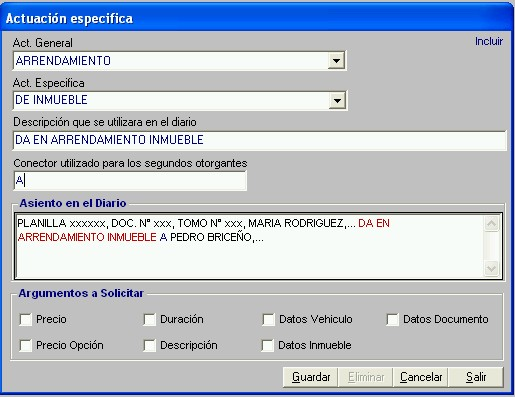 Actuación especifica
Act. General
Incluir
ARRENDAMIENTO
Act. Especifica
DE INMUEBLE
Descripción que se utilizara en el diario
DA EN ARRENDAMIENTO INMUEBLE
Conector utilizado para los segundos otorgantes
A
Asiento en el Diario
PLANILLA xxxxxx, DOC. Nº xxx, TOMO Nº xxx, MARIA RODRIGUEZ,... DA EN
ARRENDAMIENTO INMUEBLE A PEDRO BRICEÑO,...
Argumentos a Solicitar
Precio Duración Datos Vehiculo Datos Documento
Precio Opción Descripción Datos Inmueble
Guardar Eliminar Cancelar Salir